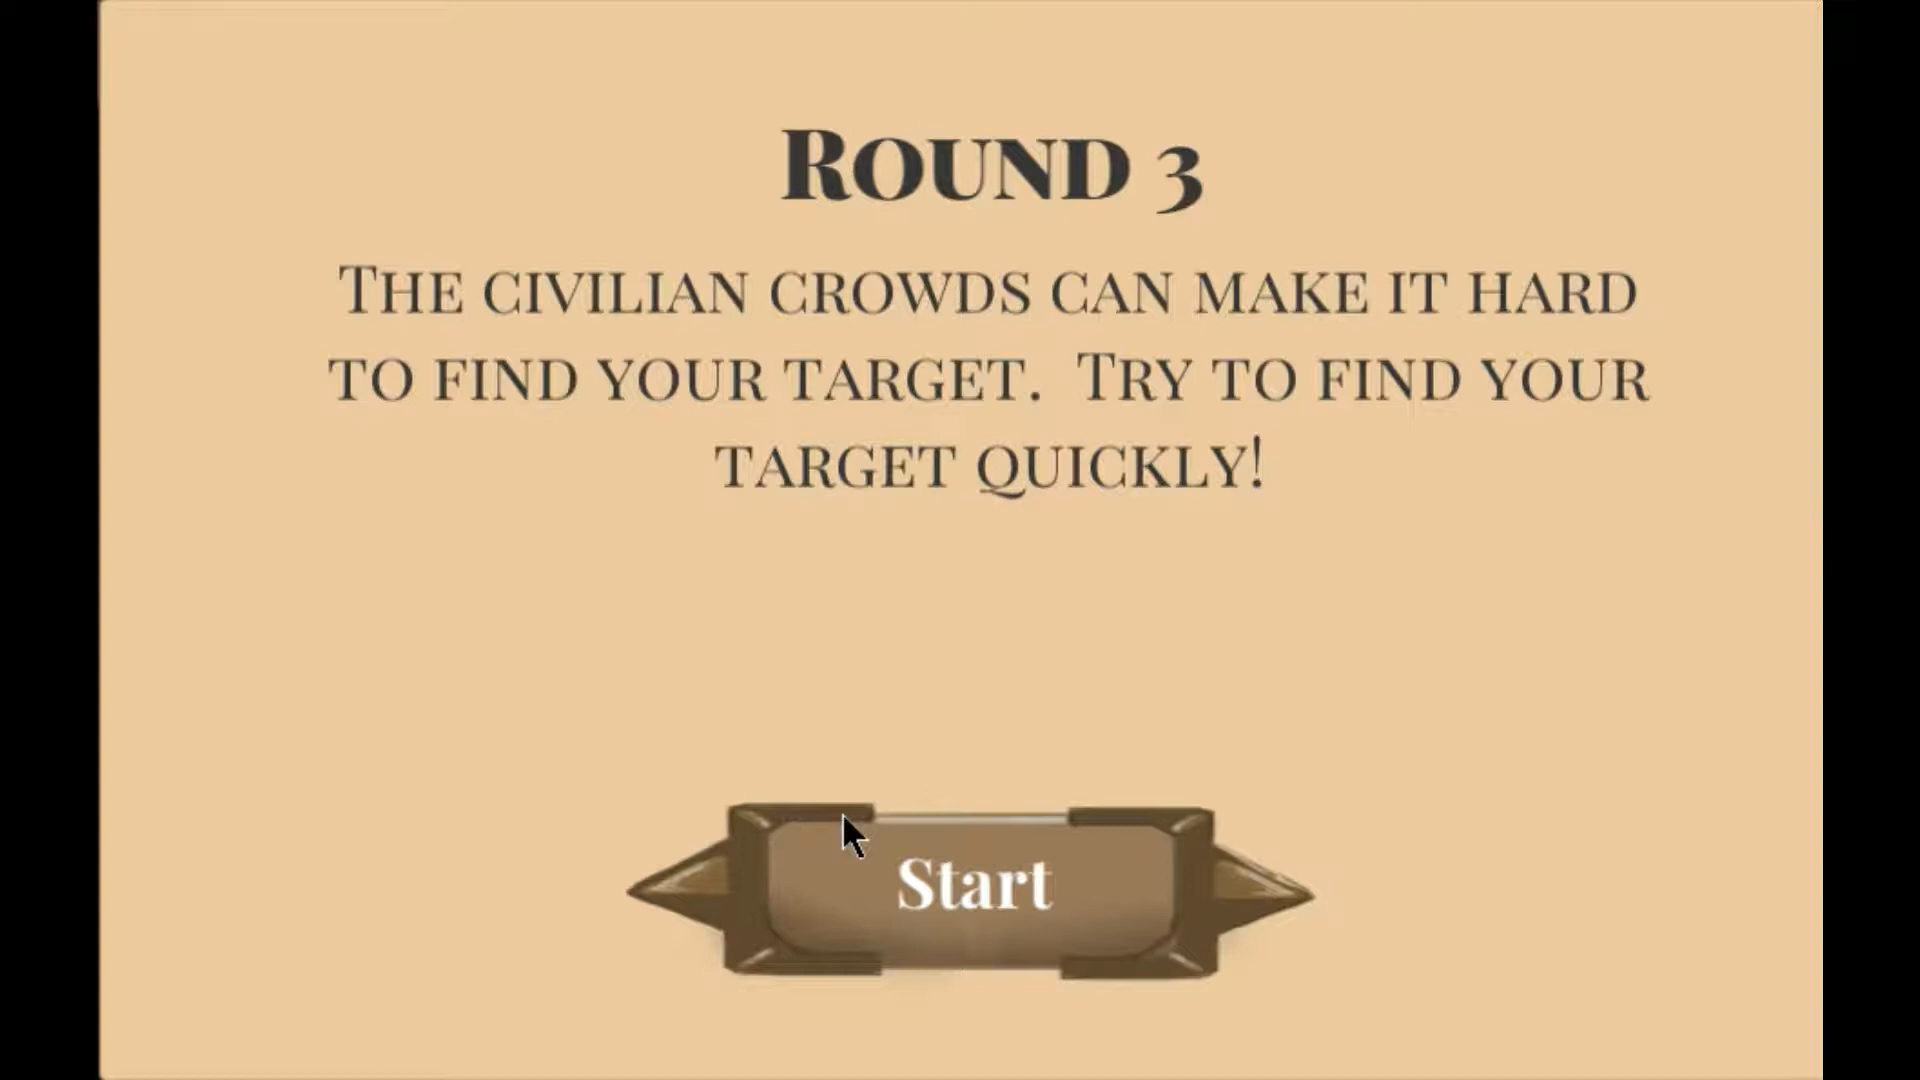 Round 3
The civilian crowds can make it hard
to find your target.  Try to find your
target quickly!
Start